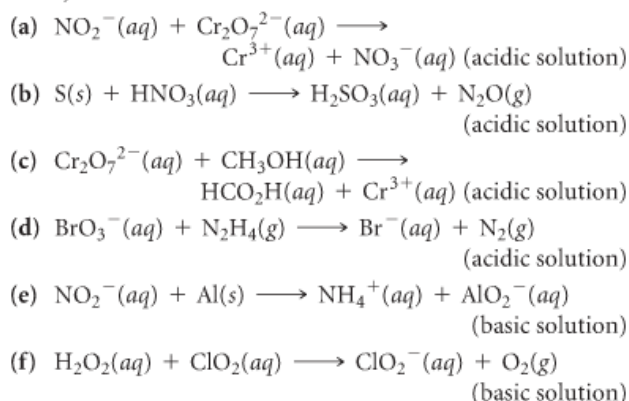 (a) NO₂⁻(aq) + Cr₂O₇²⁻(aq) ⟶
Cr³⁺(aq) + NO₃⁻(aq) (acidic solution)
(b) S(s) + HNO₃(aq) ⟶ H₂SO₃(aq) + N₂O(g)
(acidic solution)
(c) Cr₂O₇²⁻(aq) + CH₃OH(aq) ⟶
HCO₂H(aq) + Cr³⁺(aq) (acidic solution)
(d) BrO₃⁻(aq) + N₂H₄(g) ⟶ Br⁻(aq) + N₂(g)
(acidic solution)
(e) NO₂⁻(aq) + Al(s) ⟶ NH₄⁺(aq) + AlO₂⁻(aq)
(basic solution)
(f) H₂O₂(aq) + ClO₂(aq) ⟶ ClO₂⁻(aq) + O₂(g)
(basic solution)